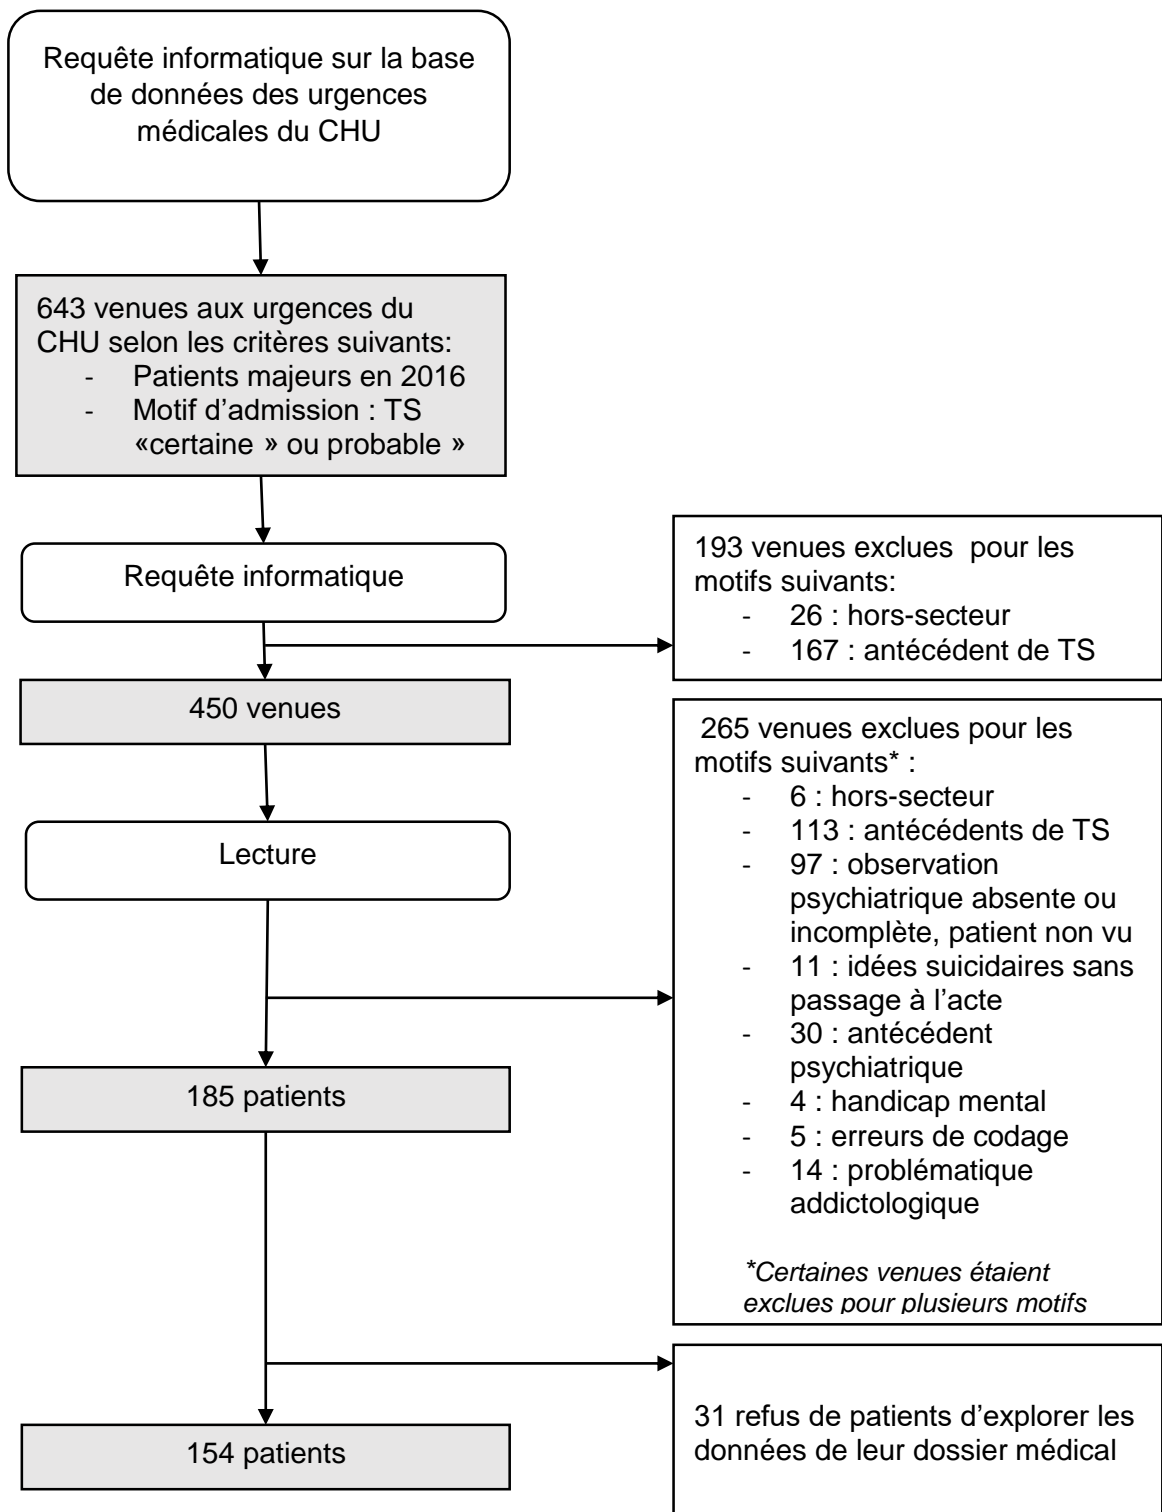 Requête informatique sur la base
de données des urgences
médicales du CHU
643 venues aux urgences du
CHU selon les critères suivants:
- Patients majeurs en 2016
- Motif d’admission : TS
«certaine » ou probable »
Requête informatique
193 venues exclues pour les
motifs suivants:
- 26 : hors-secteur
- 167 : antécédent de TS
450 venues
265 venues exclues pour les
motifs suivants* :
- 6 : hors-secteur
- 113 : antécédents de TS
- 97 : observation
psychiatrique absente ou
incomplète, patient non vu
- 11 : idées suicidaires sans
passage à l’acte
- 30 : antécédent
psychiatrique
- 4 : handicap mental
- 5 : erreurs de codage
- 14 : problématique
addictologique
*Certaines venues étaient
exclues pour plusieurs motifs
Lecture
185 patients
31 refus de patients d’explorer les
données de leur dossier médical
154 patients